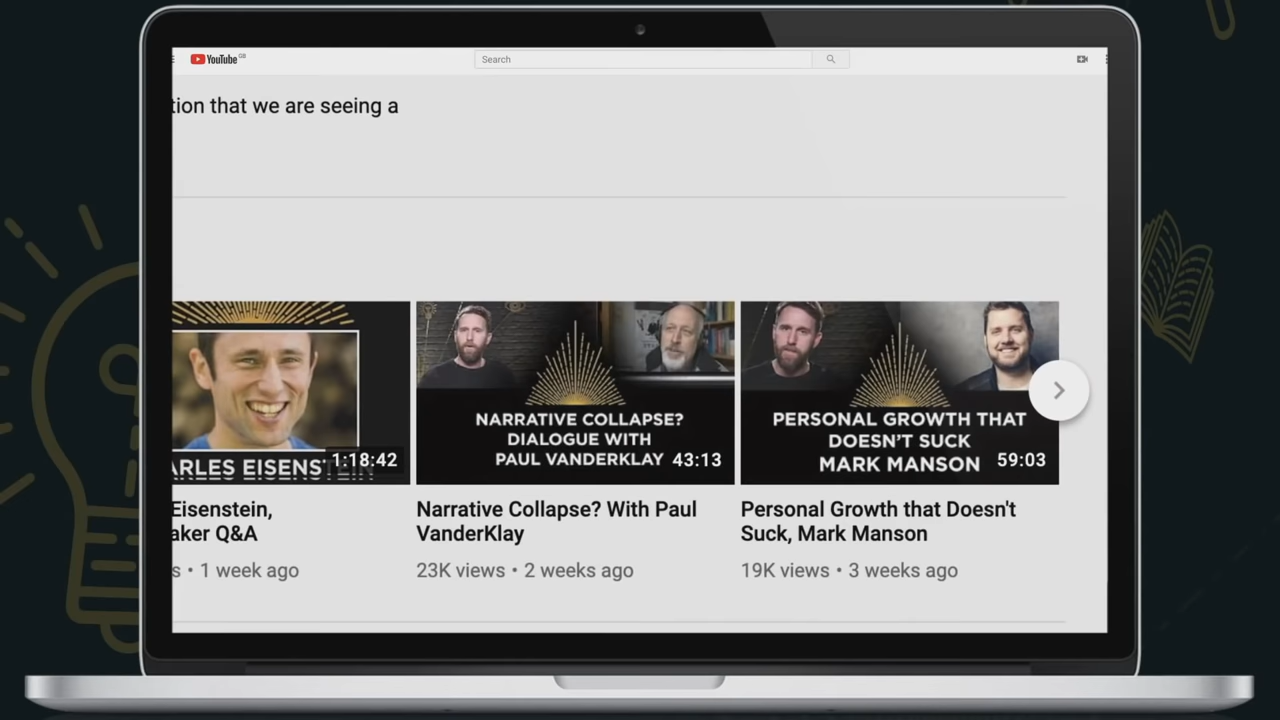 YouTube GB
Search
tion that we are seeing a
ARLES EISENSTEIN
1:18:42
NARRATIVE COLLAPSE?
DIALOGUE WITH
PAUL VANDERKLAY
43:13
PERSONAL GROWTH THAT
DOESN'T SUCK
MARK MANSON
59:03
Eisenstein,
aker Q&A
s • 1 week ago
Narrative Collapse? With Paul
VanderKlay
23K views • 2 weeks ago
Personal Growth that Doesn't
Suck, Mark Manson
19K views • 3 weeks ago